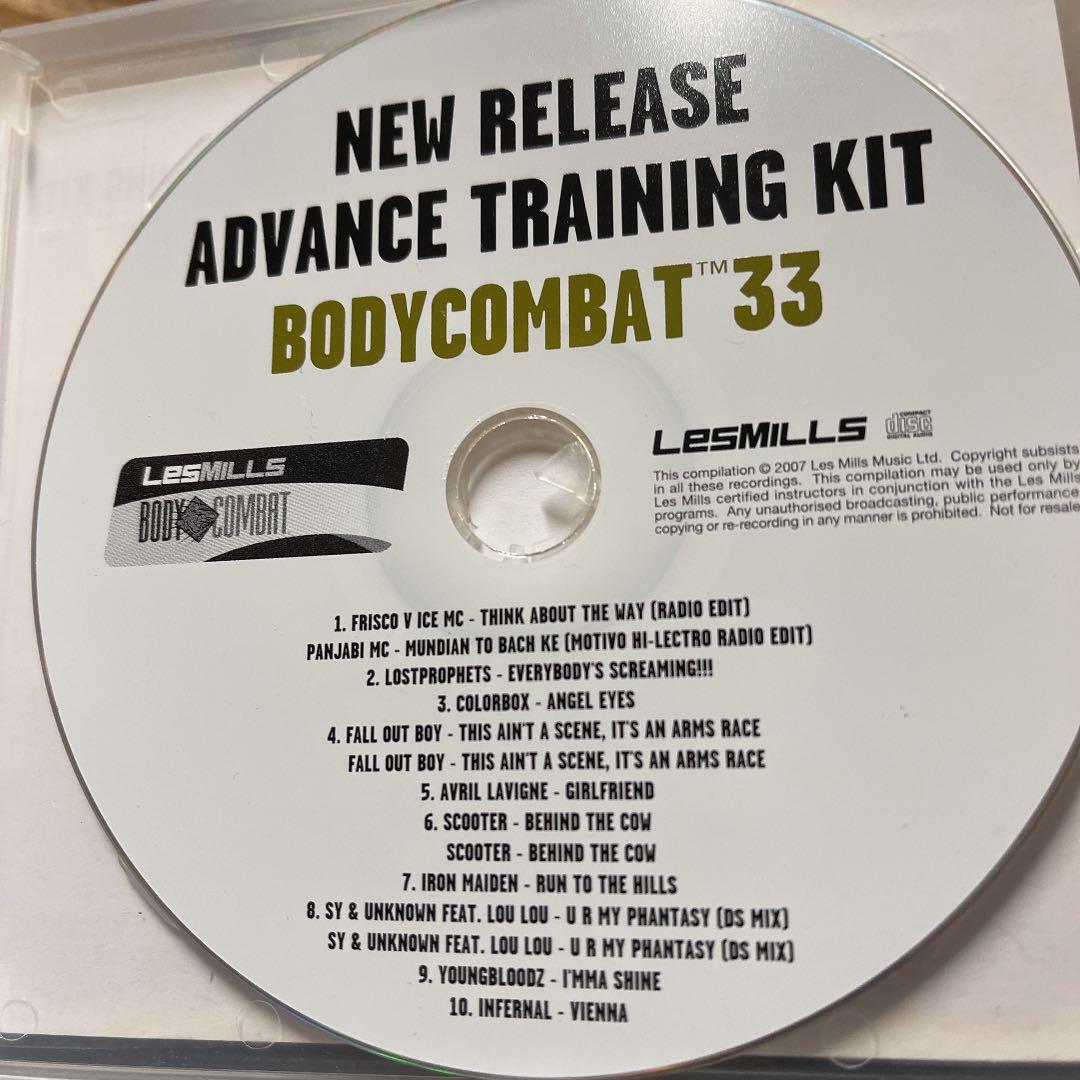 NEW RELEASE
ADVANCE TRAINING KIT
BODYCOMBAT™ 33
LESMILLS
BODY COMBAT
LESMILLS
COMPACT
disc
DIGITAL AUDIO
This compilation © 2007 Les Mills Music Ltd. Copyright subsists
in all these recordings. This compilation may be used only by
Les Mills certified instructors in conjunction with the Les Mills
programs. Any unauthorised broadcasting, public performance
copying or re-recording in any manner is prohibited. Not for resale
1. FRISCO V ICE MC - THINK ABOUT THE WAY (RADIO EDIT)
PANJABI MC - MUNDIAN TO BACH KE (MOTIVO HI-LECTRO RADIO EDIT)
2. LOSTPROPHETS - EVERYBODY'S SCREAMING!!!
3. COLORBOX - ANGEL EYES
4. FALL OUT BOY - THIS AIN'T A SCENE, IT'S AN ARMS RACE
FALL OUT BOY - THIS AIN'T A SCENE, IT'S AN ARMS RACE
5. AVRIL LAVIGNE - GIRLFRIEND
6. SCOOTER - BEHIND THE COW
SCOOTER - BEHIND THE COW
7. IRON MAIDEN - RUN TO THE HILLS
8. SY & UNKNOWN FEAT. LOU LOU - U R MY PHANTASY (DS MIX)
SY & UNKNOWN FEAT. LOU LOU - U R MY PHANTASY (DS MIX)
9. YOUNGBLOODZ - I'MMA SHINE
10. INFERNAL - VIENNA